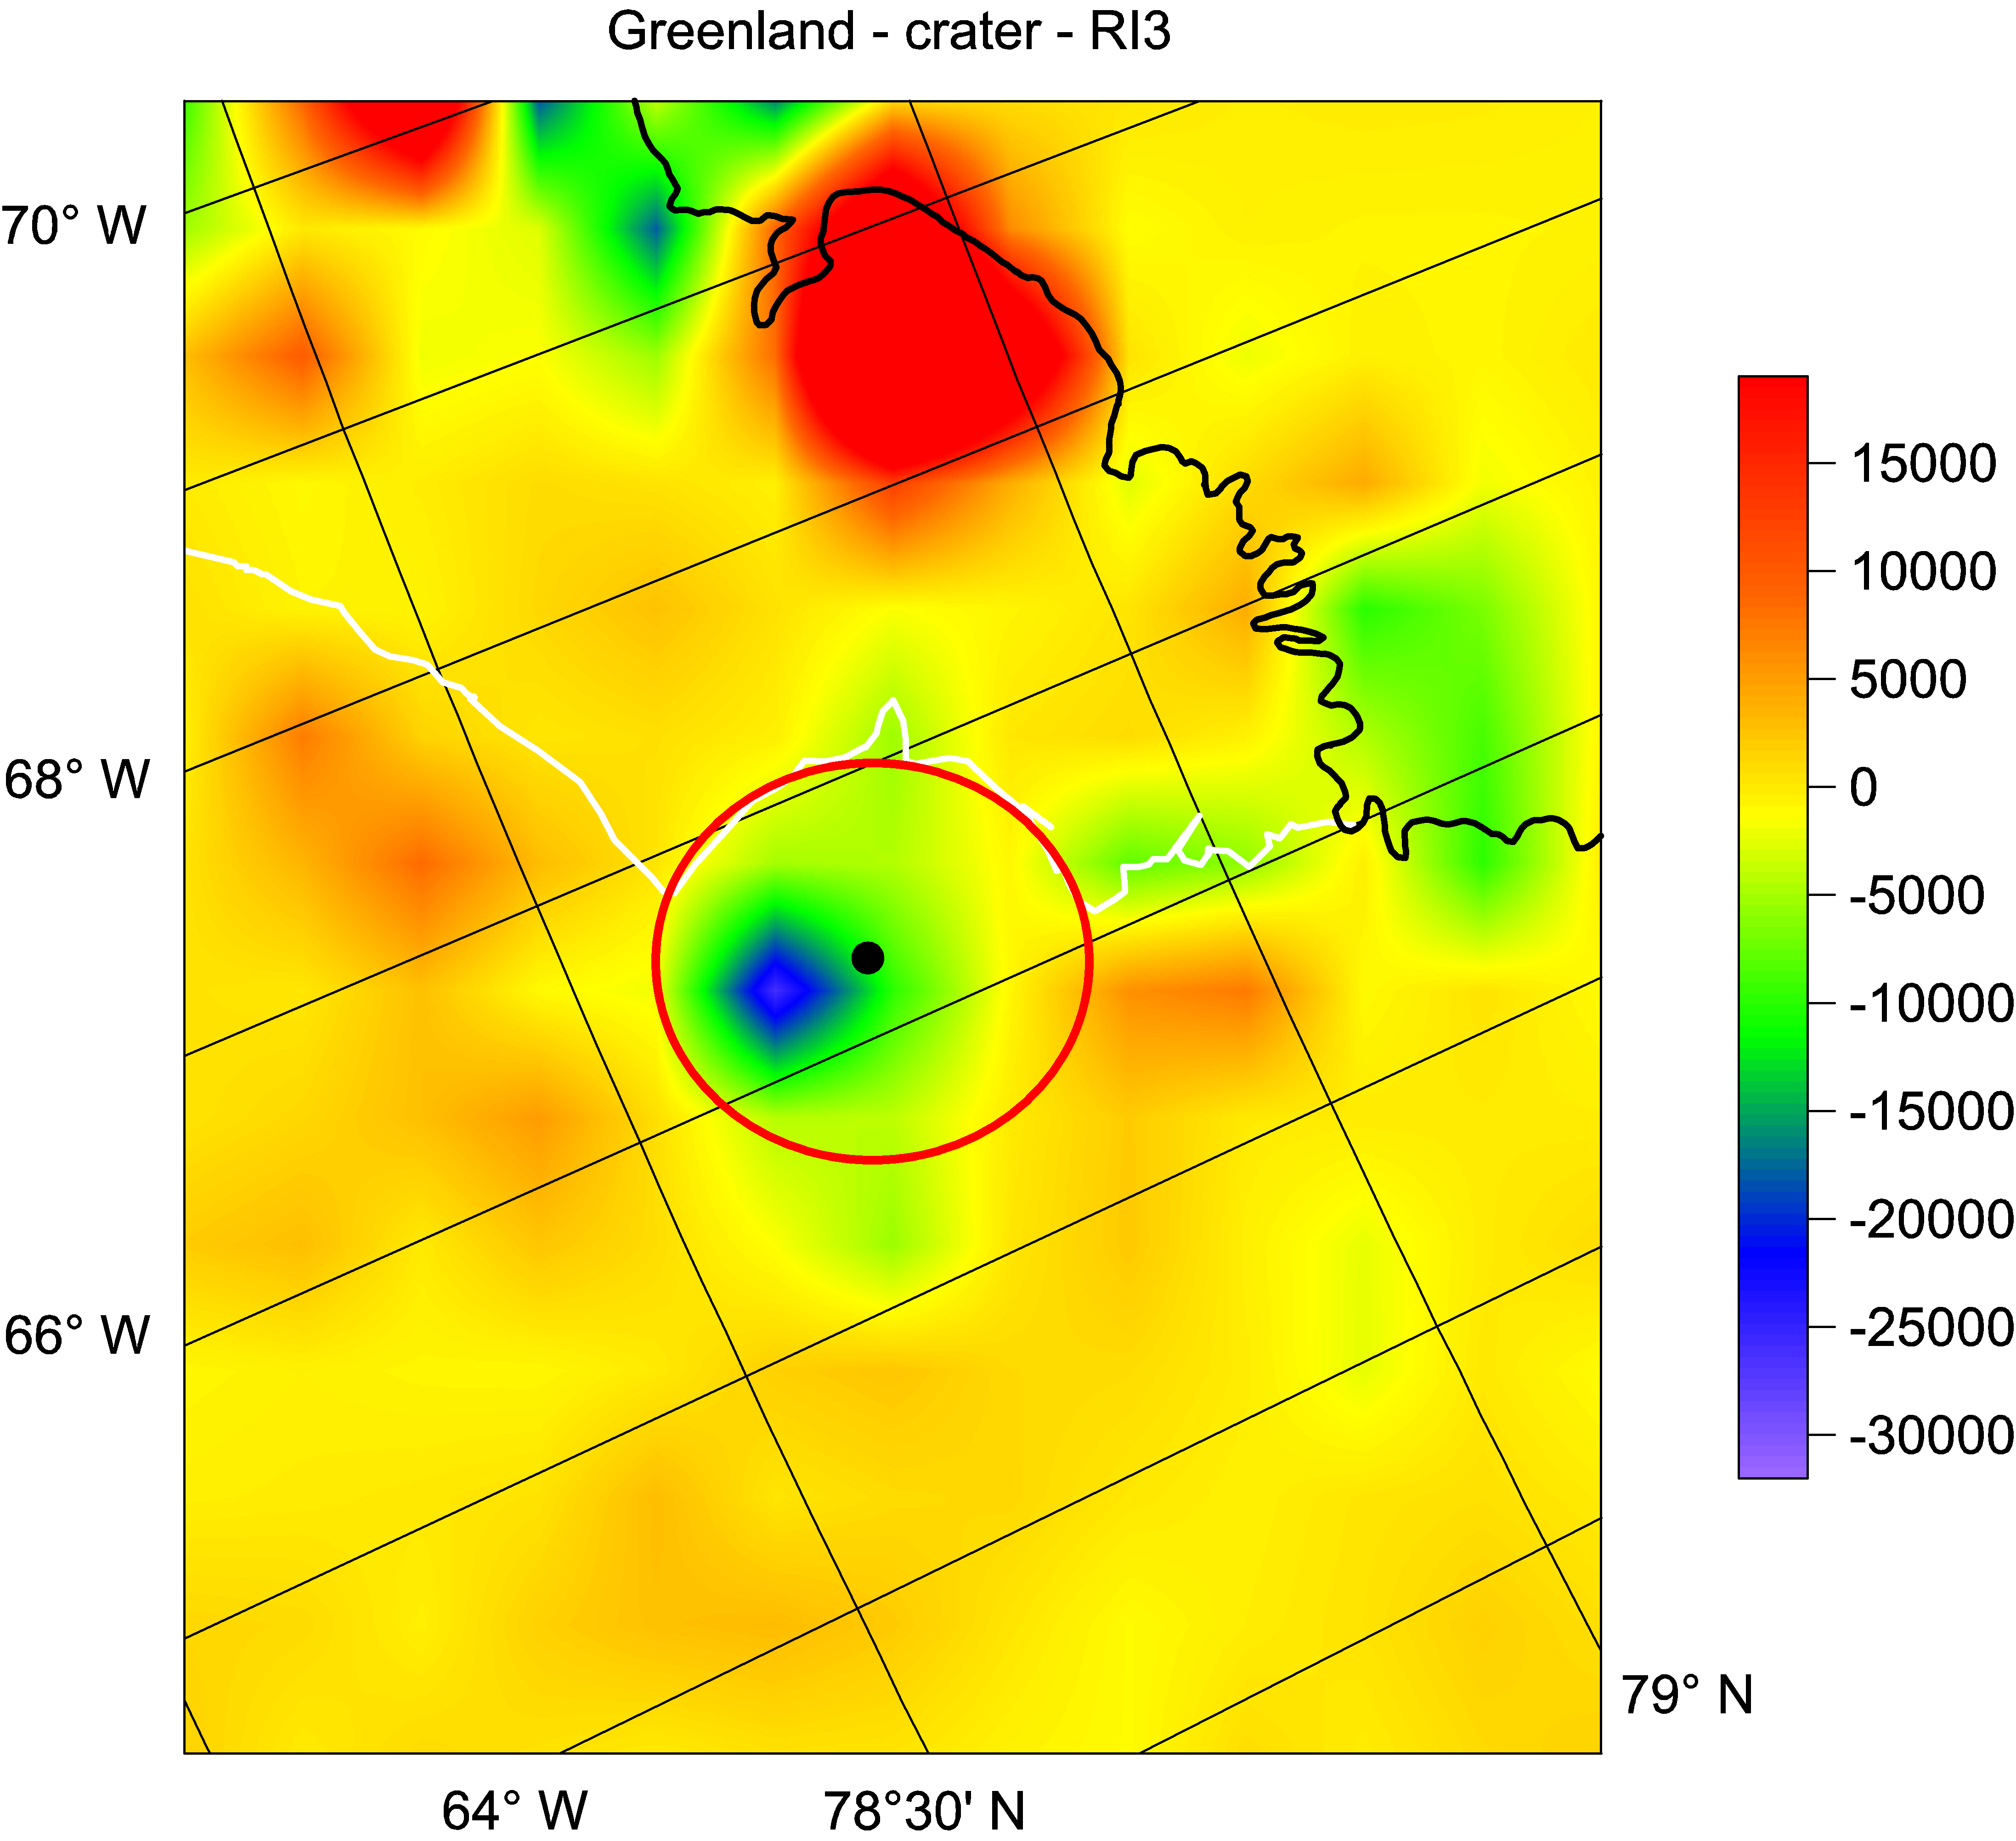 Greenland - crater - RI3
70° W
68° W
66° W
64° W
78°30' N
79° N
15000
10000
5000
0
-5000
-10000
-15000
-20000
-25000
-30000